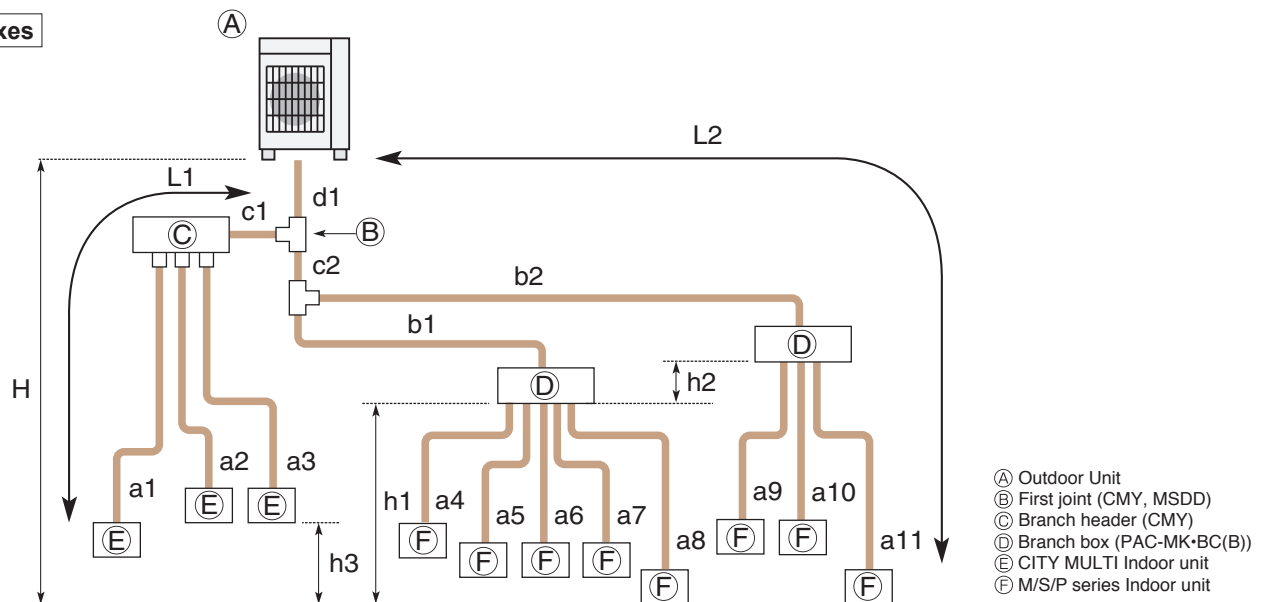 xes
Ⓐ
L2
L1
d1
c1
Ⓒ
Ⓑ
c2
b2
b1
Ⓓ
H
Ⓓ
h2
a1
a2
a3
h1
a4
a5
a6
a7
a8
a9
a10
a11
Ⓔ
Ⓔ
Ⓔ
Ⓕ
Ⓕ
Ⓕ
Ⓕ
Ⓕ
Ⓕ
Ⓕ
Ⓕ
h3
Ⓐ Outdoor Unit
Ⓑ First joint (CMY, MSDD)
Ⓒ Branch header (CMY)
Ⓓ Branch box (PAC-MK•BC(B))
Ⓔ CITY MULTI Indoor unit
Ⓕ M/S/P series Indoor unit